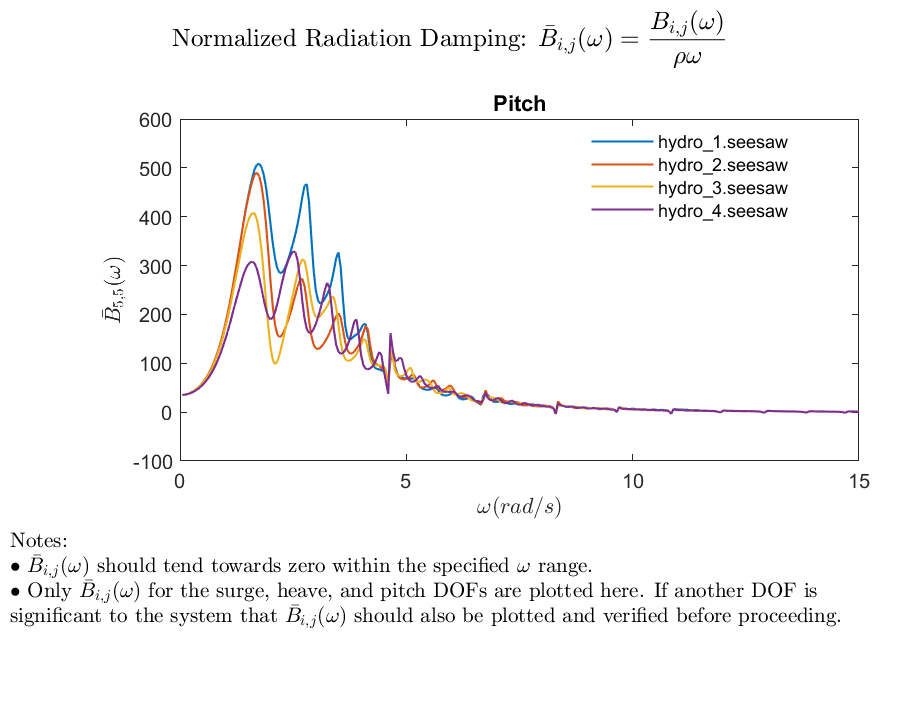 Normalized Radiation Damping: B̄_{i,j}(ω) = B_{i,j}(ω) / ρω
Pitch
600
500
400
300
200
100
0
-100
B̄_{5,5}(ω)
hydro_1.seesaw
hydro_2.seesaw
hydro_3.seesaw
hydro_4.seesaw
0 5 10 15
ω(rad/s)
Notes:
• B̄_{i,j}(ω) should tend towards zero within the specified ω range.
• Only B̄_{i,j}(ω) for the surge, heave, and pitch DOFs are plotted here. If another DOF is
significant to the system that B̄_{i,j}(ω) should also be plotted and verified before proceeding.